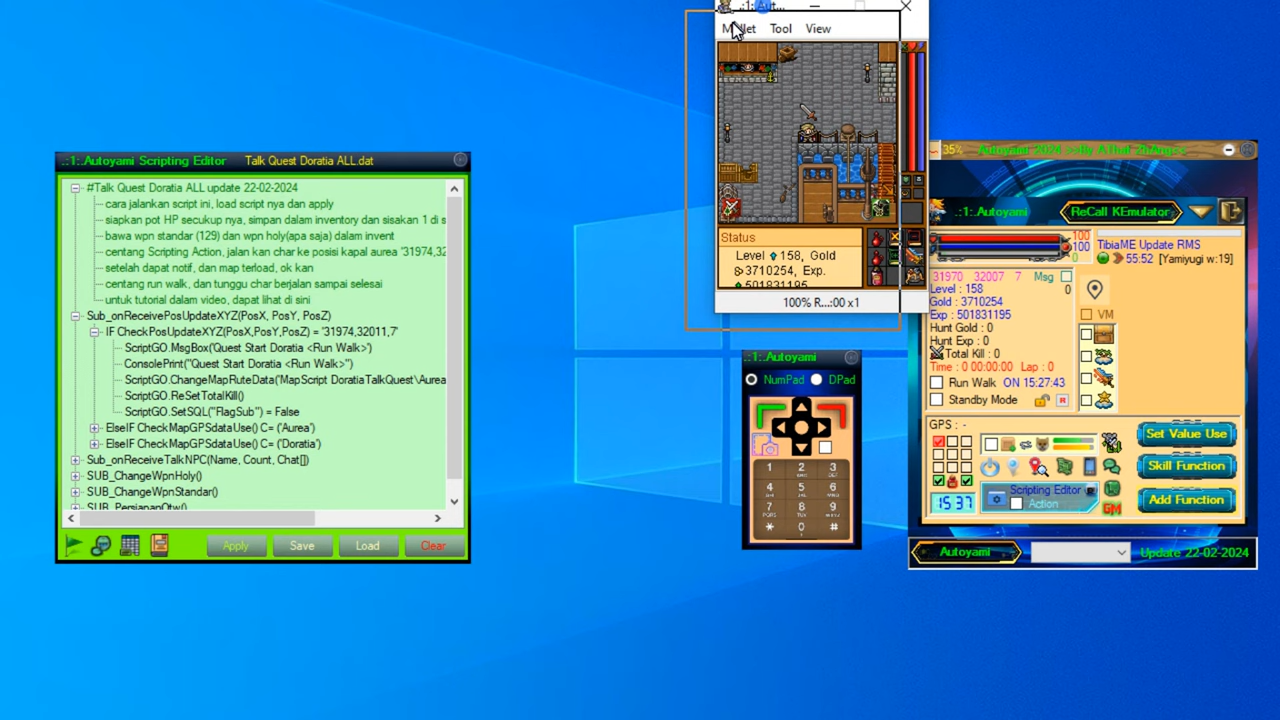 .:1:.Autoyami Scripting Editor Talk Quest Doratia ALL.dat
#Talk Quest Doratia ALL update 22-02-2024
cara jalankan script ini, load script nya dan apply
siapkan pot HP secukup nya, simpan dalam inventory dan sisakan 1 di s
bawa wpn standar (129) dan wpn holy(apa saja) dalam invent
centang Scripting Action, jalan kan char ke posisi kapal aurea '31974,32
setelah dapat notif, dan map terload, ok kan
centang run walk, dan tunggu char berjalan sampai selesai
untuk tutorial dalam video, dapat lihat di sini
Sub_onReceivePosUpdateXYZ(PosX, PosY, PosZ)
IF CheckPosUpdateXYZ(PosX,PosY,PosZ) = '31974,32011,7'
ScriptGO.MsgBox('Quest Start Doratia <Run Walk>')
ConsolePrint("Quest Start Doratia <Run Walk>")
ScriptGO.ChangeMapRuteData('MapScript DoratiaTalkQuest\Aurea
ScriptGO.ReSetTotalKill()
ScriptGO.SetSQL("FlagSub") = False
ElseIF CheckMapGPSdataUse() C= ('Aurea')
ElseIF CheckMapGPSdataUse() C= ('Doratia')
Sub_onReceiveTalkNPC(Name, Count, Chat[])
SUB_ChangeWpnHoly()
SUB_ChangeWpnStandar()
SUB_PersiapanOtw()
Apply Save Load Clear
.:1: Aut...
Tool View
Status
Level 158, Gold
3710254, Exp.
501831195
100% R...:00 x1
.:1:.Autoyami
NumPad DPad
1 2 3
4 5 6
7 8 9
* 0 #
35% Autoyami 2024 >>By Afhat ZhAng<<
.:1:.Autoyami ReCall KEmulator
100
100
0
TibiaME Update RMS
55:52 [Yamiyugi w:19]
31970 32007 7 Msg
0
Level : 158
Gold : 3710254
Exp : 501831195
Hunt Gold : 0
Hunt Exp : 0
Total Kill : 0
Time : 0 00:00:00 Lap : 0
Run Walk ON 15:27:43
Standby Mode R
VM
GPS : -
Set Value Use
Skill Function
Add Function
15 37
Scripting Editor
Action
GM
Autoyami Update 22-02-2024